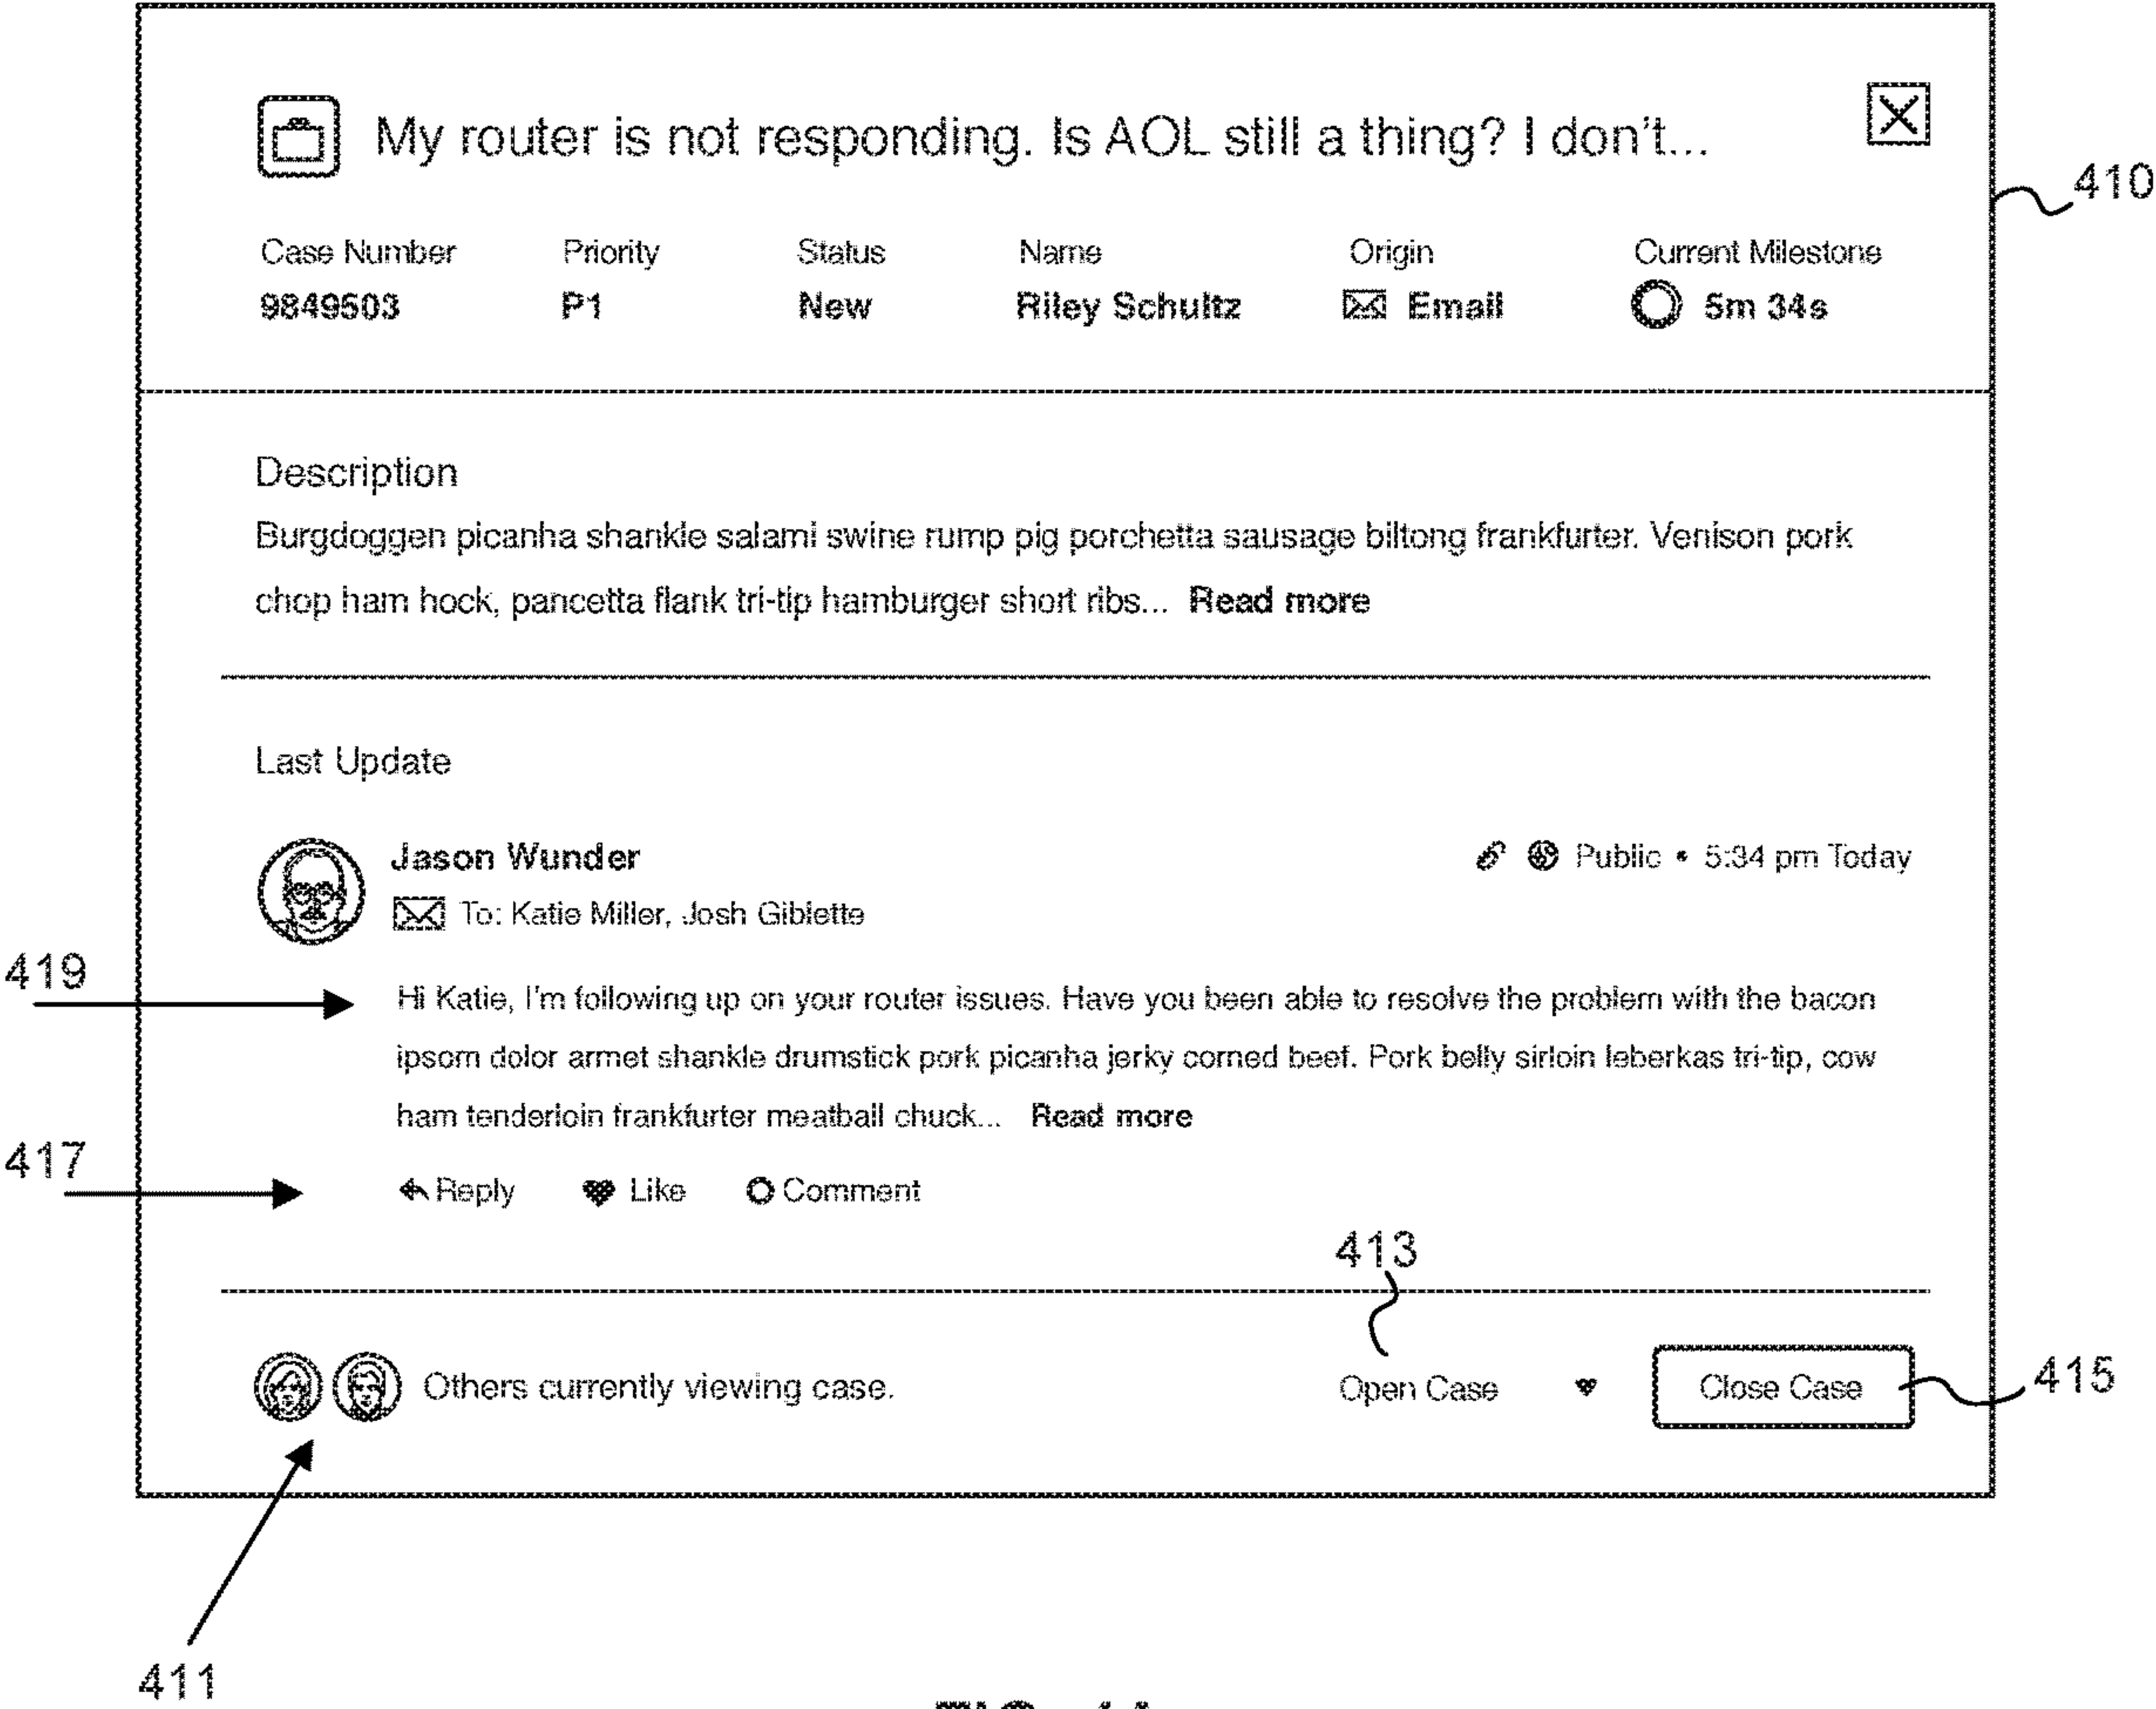 My router is not responding. Is AOL still a thing? I don't...
410
Case Number Priority Status Name Origin Current Milestone
9849503 P1 New Riley Schultz Email 5m 34s
Description
Burgdoggen picanha shankle salami swine rump pig porchetta sausage biltong frankfurter. Venison pork
chop ham hock, pancetta flank tri-tip hamburger short ribs... Read more
Last Update
Jason Wunder Public • 5:34 pm Today
To: Katie Miller, Josh Giblette
419
Hi Katie, I'm following up on your router issues. Have you been able to resolve the problem with the bacon
ipsom dolor armet shankle drumstick pork picanha jerky corned beef. Pork belly sirloin leberkas tri-tip, cow
ham tenderloin frankfurter meatball chuck... Read more
417
Reply Like Comment
413
Others currently viewing case. Open Case Close Case 415
411